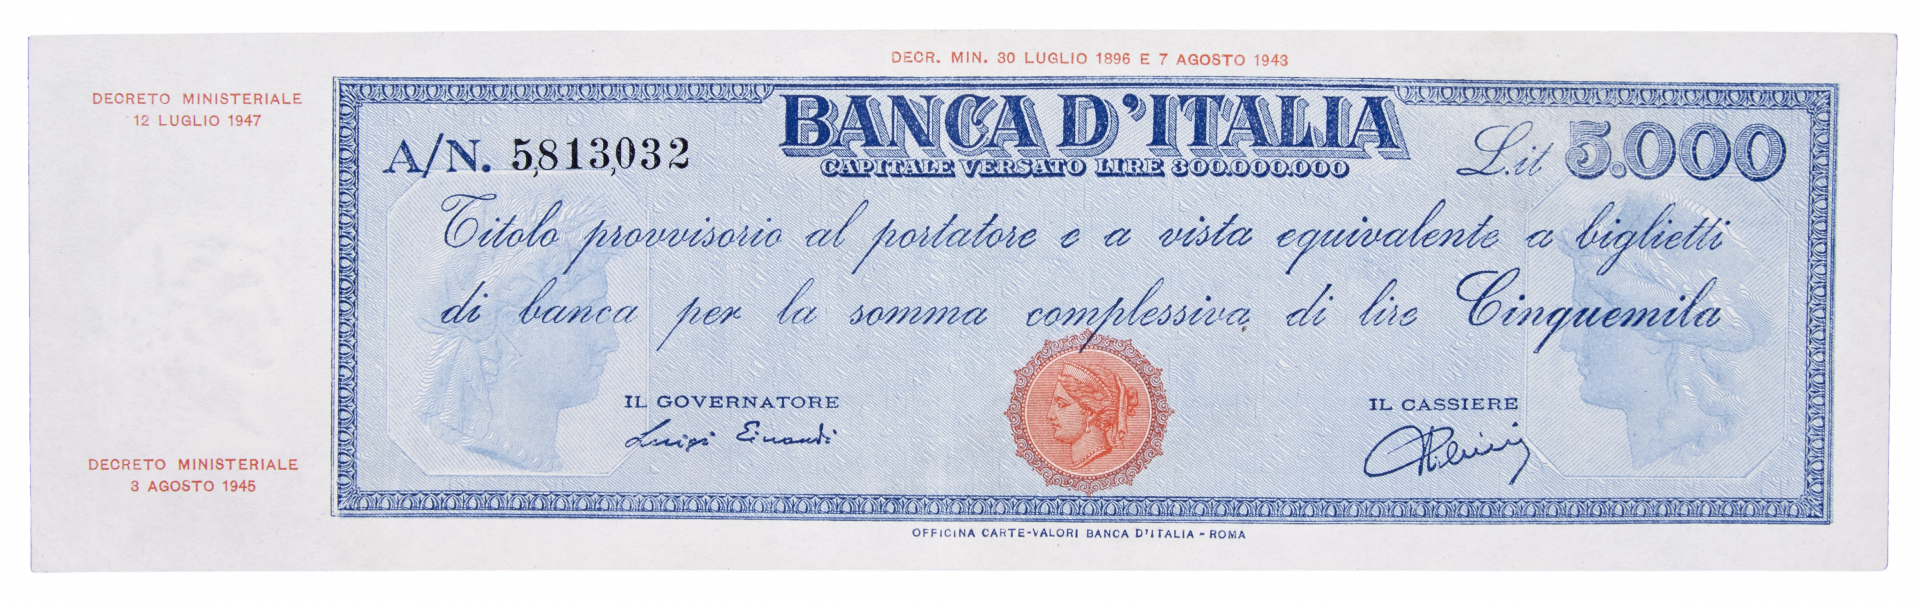 DECR. MIN. 30 LUGLIO 1896 E 7 AGOSTO 1943
DECRETO MINISTERIALE
12 LUGLIO 1947
BANCA D'ITALIA
CAPITALE VERSATO LIRE 300.000.000
A/N. 5,813,032
L.it 5.000
Titolo provvisorio al portatore e a vista equivalente a biglietti
di banca per la somma complessiva di lire Cinquemila
IL GOVERNATORE
Luigi Einaudi
IL CASSIERE
DECRETO MINISTERIALE
3 AGOSTO 1945
OFFICINA CARTE-VALORI BANCA D'ITALIA - ROMA